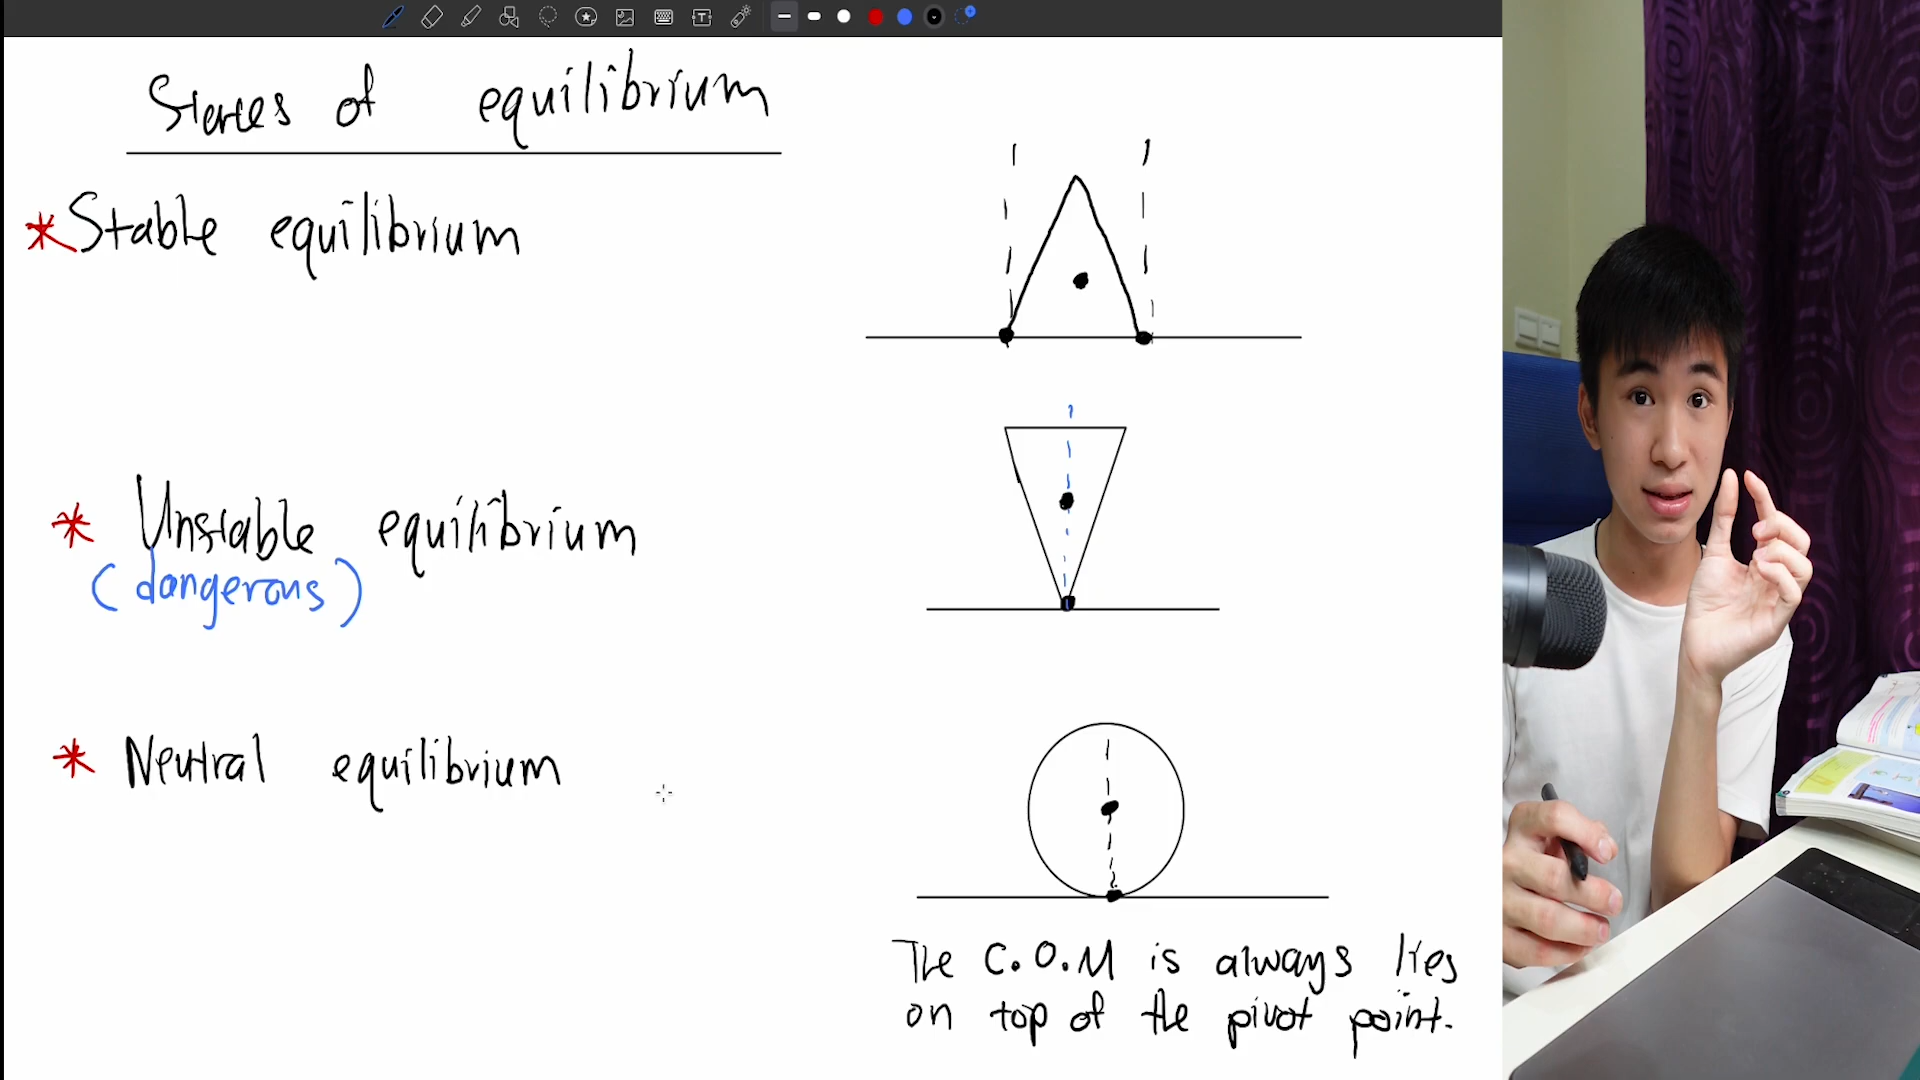 States of equilibrium
*Stable equilibrium
* Unstable equilibrium
(dangerous)
* Neutral equilibrium
The C.O.M is always lies
on top of the pivot point.